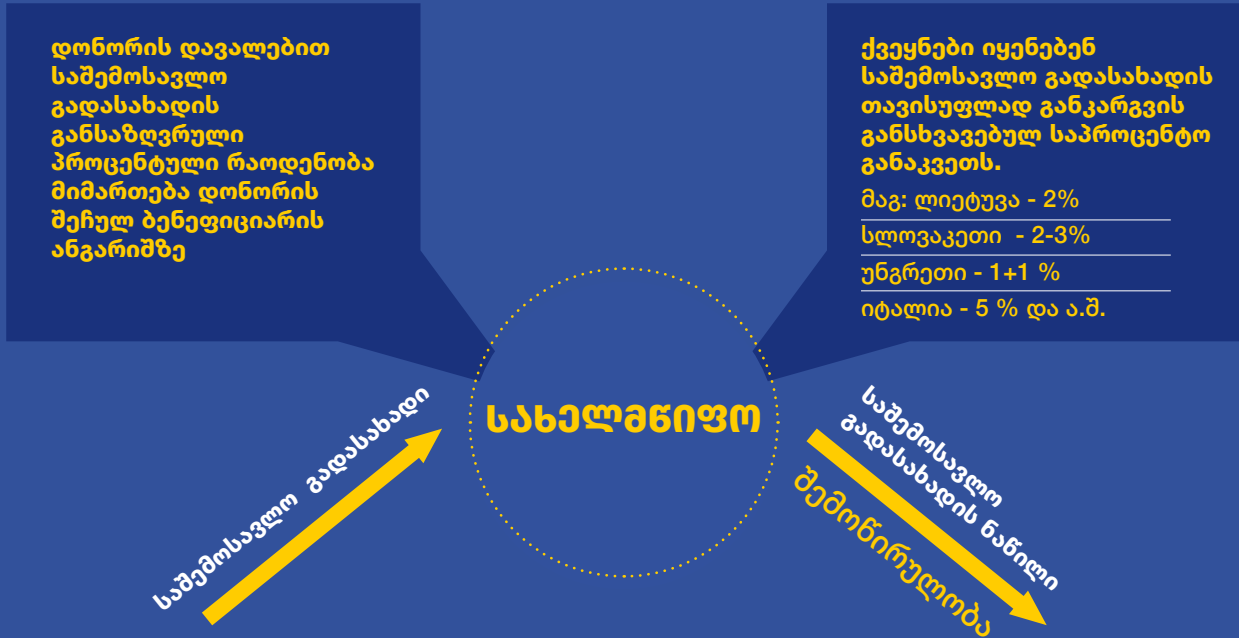 დონორის დავალებით
საშემოსავლო
გადასახადის
განსაზღვრული
პროცენტული რაოდენობა
მიმართება დონორის
შეჩულ ბენეფიციარის
ანგარიშზე
ქვეყნები იყენებენ
საშემოსავლო გადასახადის
თავისუფლად განკარგვის
განსხვავებულ საპროცენტო
განაკვეთს.
მაგ: ლიეტუვა - 2%
სლოვაკეთი - 2-3%
უნგრეთი - 1+1 %
იტალია - 5 % და ა.შ.
სახელმწიფო
საშემოსავლო გადასახადი
საშემოსავლო
გადასახადის ნაწილი
შემოწირულობა